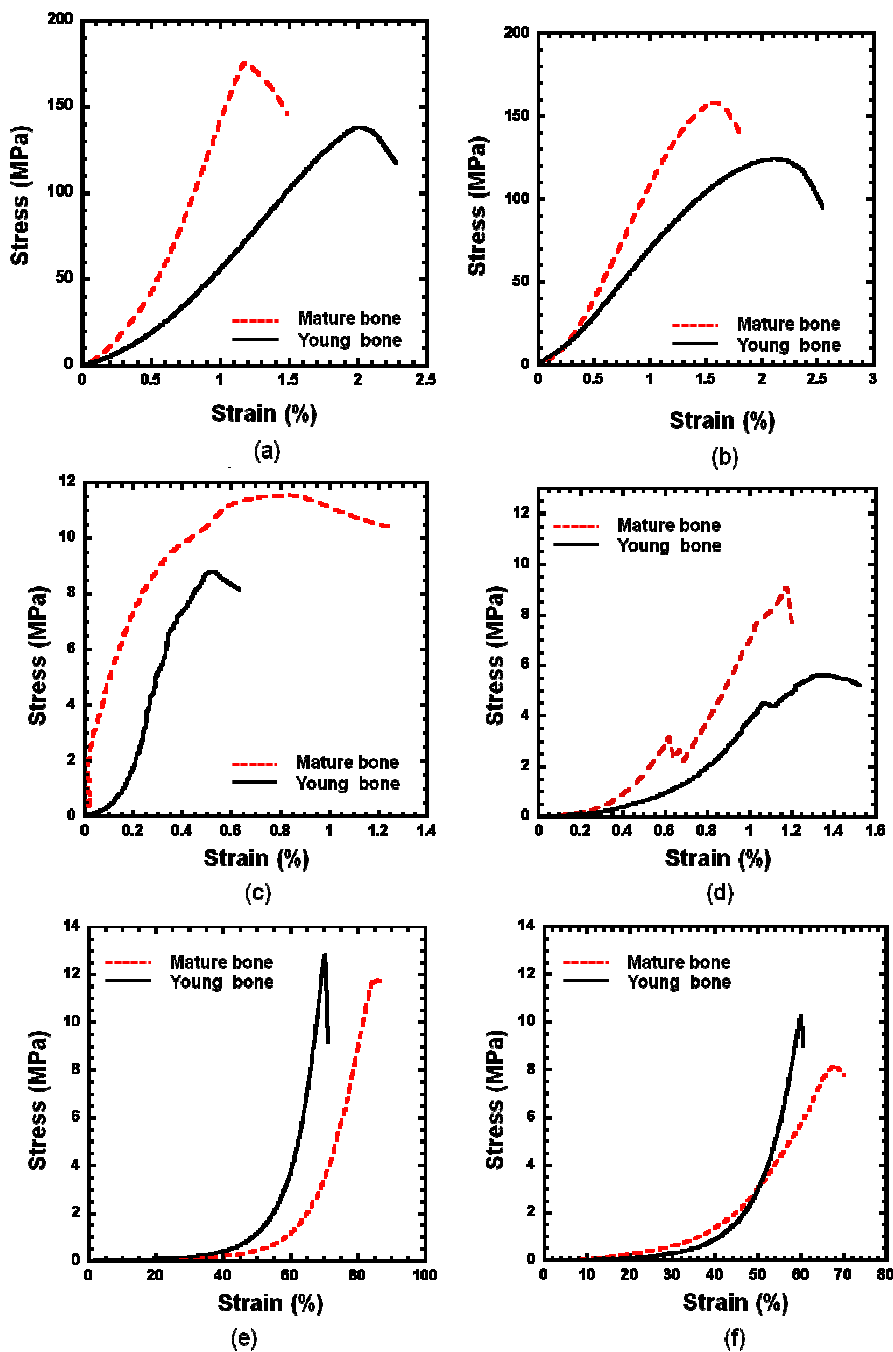 200
150
100
50
0
Stress (MPa)
Mature bone
Young bone
0
0.5
1
1.5
2
2.5
Strain (%)
(a)
200
150
100
50
0
Stress (MPa)
Mature bone
Young bone
0
0.5
1
1.5
2
2.5
3
Strain (%)
(b)
12
10
8
6
4
2
0
Stress (MPa)
Mature bone
Young bone
0
0.2
0.4
0.6
0.8
1
1.2
1.4
Strain (%)
(c)
12
10
8
6
4
2
0
Stress (MPa)
Mature bone
Young bone
0
0.2
0.4
0.6
0.8
1
1.2
1.4
1.6
Strain (%)
(d)
14
12
10
8
6
4
2
0
Stress (MPa)
Mature bone
Young bone
0
20
40
60
80
100
Strain (%)
(e)
14
12
10
8
6
4
2
0
Stress (MPa)
Mature bone
Young bone
0
10
20
30
40
50
60
70
80
Strain (%)
(f)